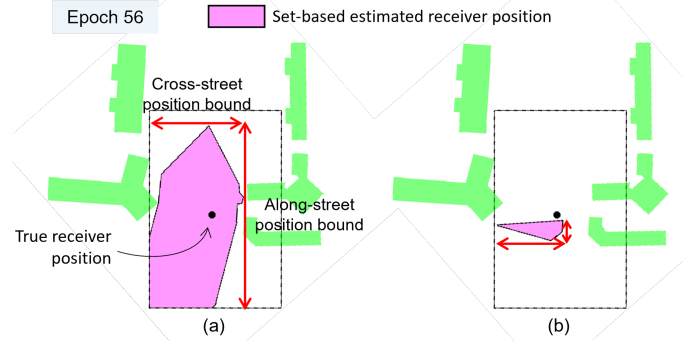 Epoch 56
Set-based estimated receiver position
Cross-street
position bound
Along-street
position bound
True receiver
position
(a)
(b)